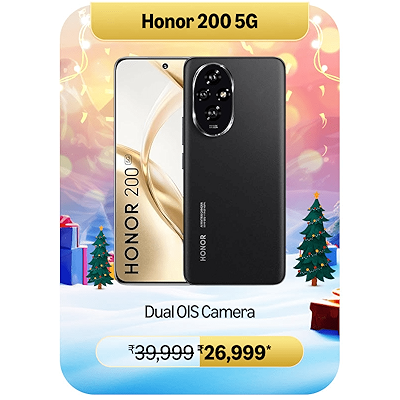 Honor 200 5G
HONOR 200
HONOR
Dual OIS Camera
₹39,999 ₹26,999*